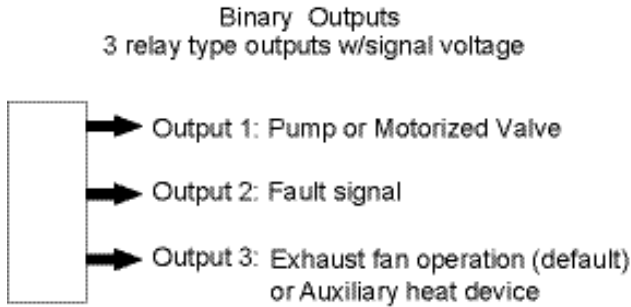 Binary Outputs
3 relay type outputs w/signal voltage
Output 1: Pump or Motorized Valve
Output 2: Fault signal
Output 3: Exhaust fan operation (default)
or Auxiliary heat device